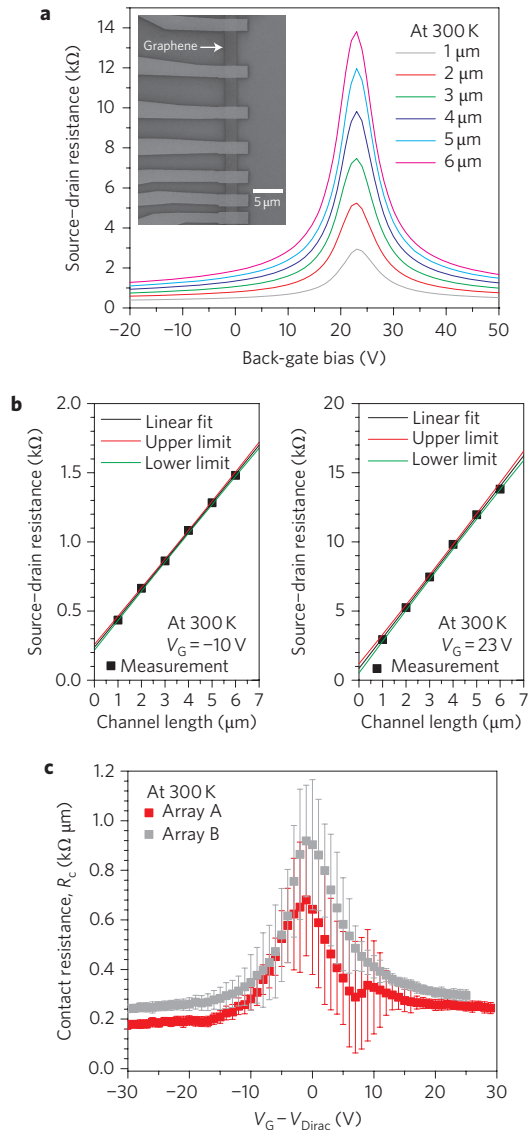 a
14
12
10
8
6
4
2
0
Source–drain resistance (kΩ)
Graphene
5 µm
At 300 K
1 µm
2 µm
3 µm
4 µm
5 µm
6 µm
−20 −10 0 10 20 30 40 50
Back-gate bias (V)
b
2.0
1.5
1.0
0.5
0.0
Source–drain resistance (kΩ)
Linear fit
Upper limit
Lower limit
At 300 K
V_G = −10 V
Measurement
0 1 2 3 4 5 6 7
Channel length (µm)
20
15
10
5
0
Source–drain resistance (kΩ)
Linear fit
Upper limit
Lower limit
At 300 K
V_G = 23 V
Measurement
0 1 2 3 4 5 6 7
Channel length (µm)
c
1.2
1.0
0.8
0.6
0.4
0.2
0.0
Contact resistance, R_c (kΩ µm)
At 300 K
Array A
Array B
−30 −20 −10 0 10 20 30
V_G − V_Dirac (V)